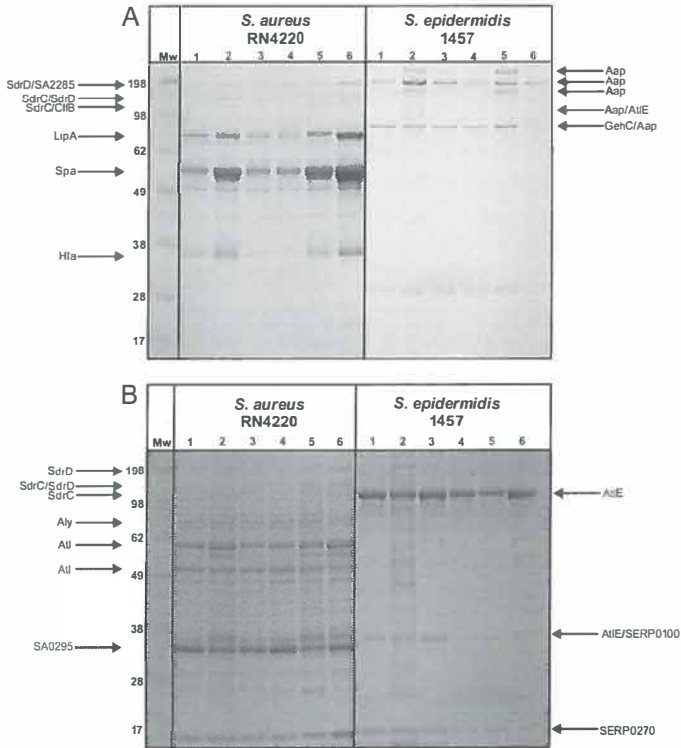 A
S. aureus
RN4220
S. epidermidis
1457
Mw 1 2 3 4 5 6 1 2 3 4 5 6
SdrD/SA2285
SdrC/SdrD
SdrC/ClfB
LipA
Spa
Hla
198
98
62
49
38
28
17
Aap
Aap
Aap
Aap/AtlE
GehC/Aap
B
S. aureus
RN4220
S. epidermidis
1457
Mw 1 2 3 4 5 6 1 2 3 4 5 6
SdrD
SdrC/SdrD
SdrC
Aly
Atl
Atl
SA0295
198
98
62
49
38
28
17
AtlE
AtlE/SERP0100
SERP0270